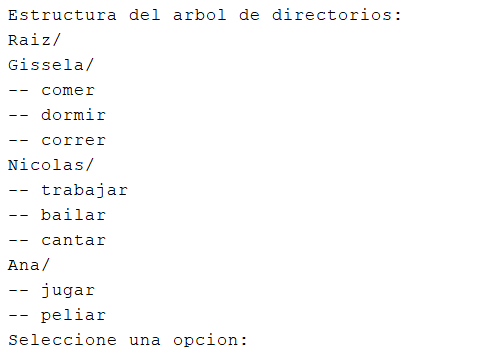 Estructura del arbol de directorios:
Raiz/
Gissela/
-- comer
-- dormir
-- correr
Nicolas/
-- trabajar
-- bailar
-- cantar
Ana/
-- jugar
-- peliar
Seleccione una opcion: